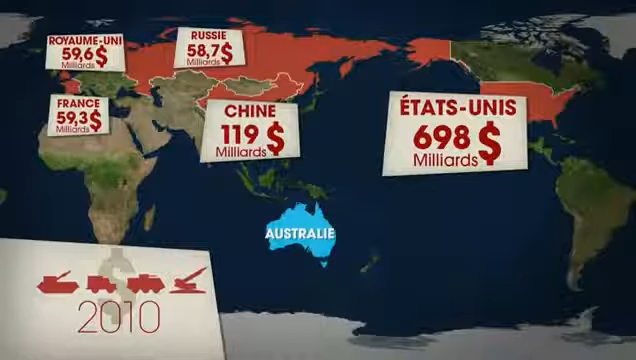 ROYAUME-UNI
59,6 $
Milliards
RUSSIE
58,7 $
Milliards
FRANCE
59,3 $
Milliards
CHINE
119 $
Milliards
ÉTATS-UNIS
698 $
Milliards
AUSTRALIE
2010